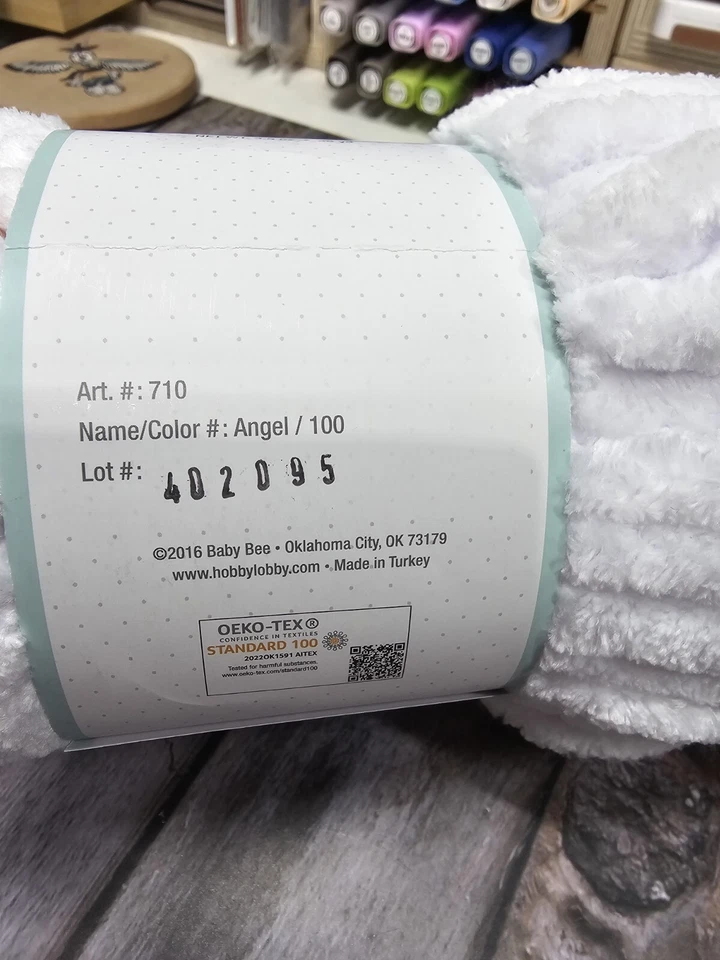 Art. #: 710
Name/Color #: Angel / 100
Lot #: 402095
©2016 Baby Bee • Oklahoma City, OK 73179
www.hobbylobby.com • Made in Turkey
OEKO-TEX®
CONFIDENCE IN TEXTILES
STANDARD 100
2022OK1591 AITEX
Tested for harmful substances.
www.oeko-tex.com/standard100